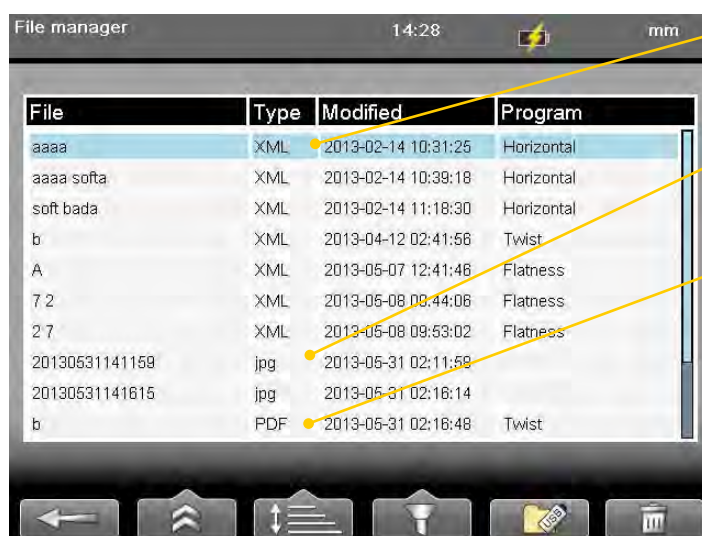 File manager 14:28 mm
File Type Modified Program
aaaa XML 2013-02-14 10:31:25 Horizontal
aaaa softa XML 2013-02-14 10:39:18 Horizontal
soft bada XML 2013-02-14 11:18:30 Horizontal
b XML 2013-04-12 02:41:56 Twist
A XML 2013-05-07 12:41:46 Flatness
7 2 XML 2013-05-08 09:44:06 Flatness
2 7 XML 2013-05-08 09:53:02 Flatness
20130531141159 jpg 2013-05-31 02:11:58
20130531141615 jpg 2013-05-31 02:16:14
b PDF 2013-05-31 02:16:48 Twist
USB